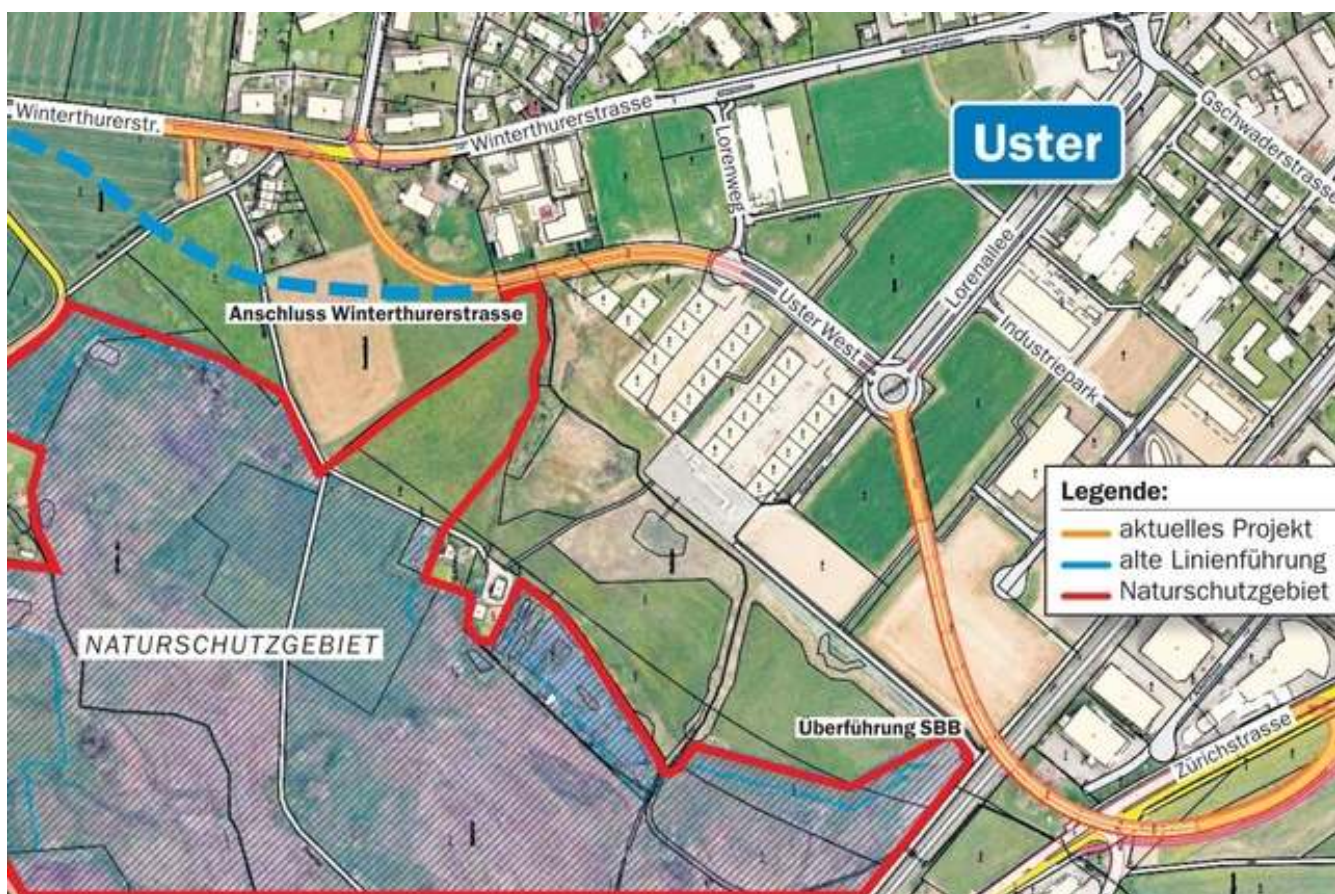 Winterthurerstr.
Winterthurerstrasse
Lorenweg
Uster
Gschwaderstrasse
Lorenallee
Uster West
Industriepark
Anschluss Winterthurerstrasse
Legende:
aktuelles Projekt
alte Linienführung
Naturschutzgebiet
NATURSCHUTZGEBIET
Überführung SBB
Zürichstrasse